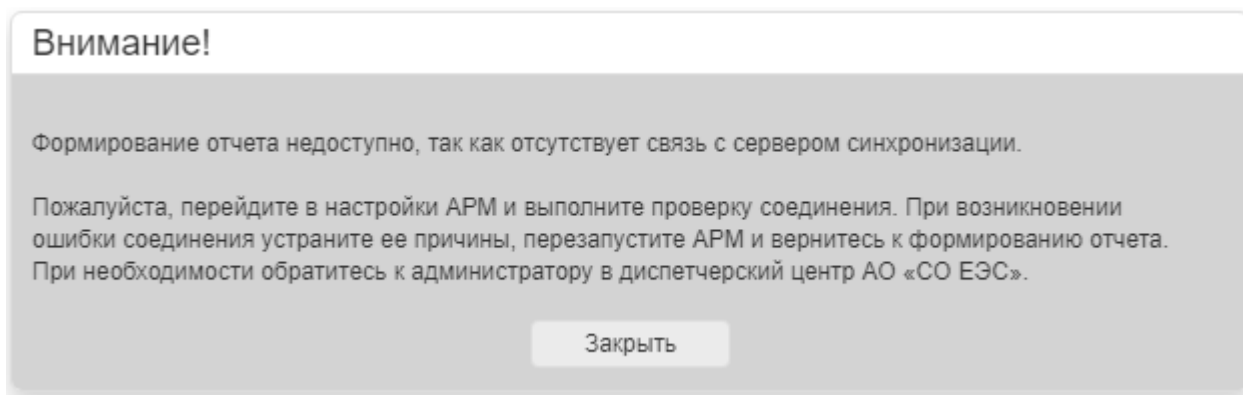 Внимание!
Формирование отчета недоступно, так как отсутствует связь с сервером синхронизации.
Пожалуйста, перейдите в настройки АРМ и выполните проверку соединения. При возникновении
ошибки соединения устраните ее причины, перезапустите АРМ и вернитесь к формированию отчета.
При необходимости обратитесь к администратору в диспетчерский центр АО «СО ЕЭС».
Закрыть